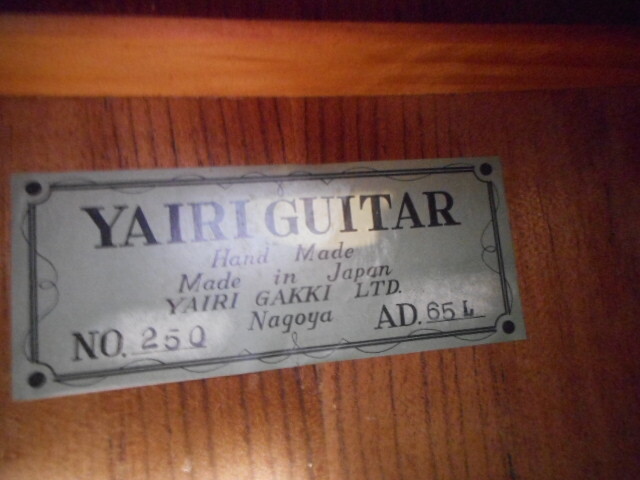 YAIRI GUITAR
Hand Made
Made in Japan
YAIRI GAKKI LTD.
Nagoya
NO. 250 AD. 65 L